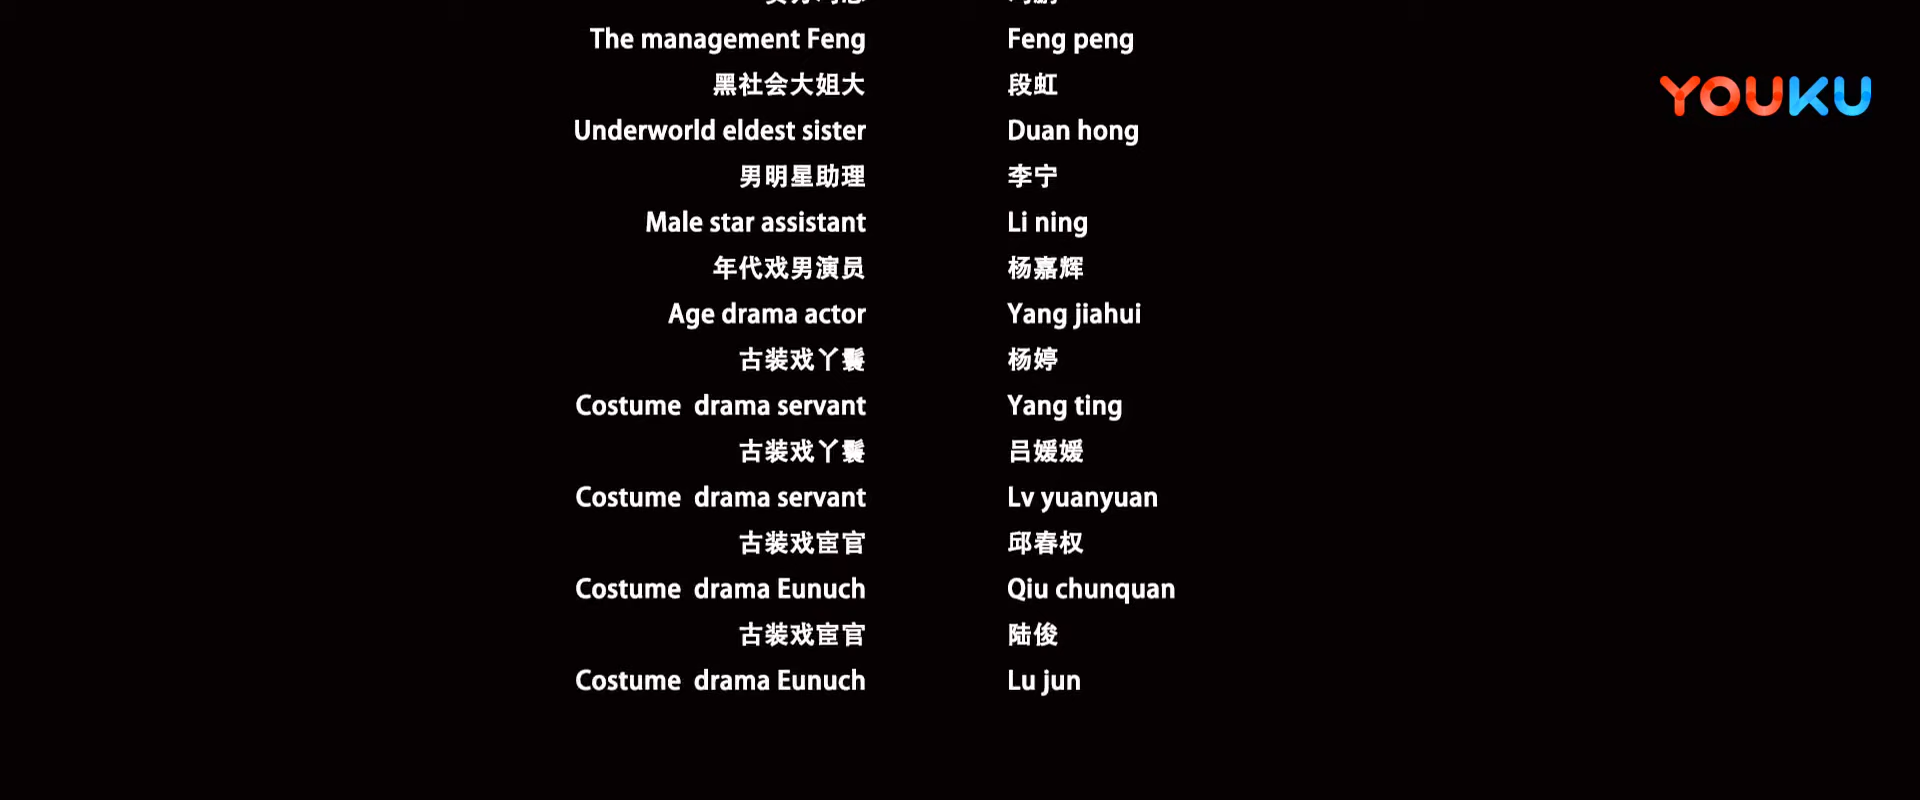 The management Feng Feng peng
黑社会大姐大 段虹
Underworld eldest sister Duan hong
男明星助理 李宁
Male star assistant Li ning
年代戏男演员 杨嘉辉
Age drama actor Yang jiahui
古装戏丫鬟 杨婷
Costume  drama servant Yang ting
古装戏丫鬟 吕媛媛
Costume  drama servant Lv yuanyuan
古装戏宦官 邱春权
Costume  drama Eunuch Qiu chunquan
古装戏宦官 陆俊
Costume  drama Eunuch Lu jun
YOUKU